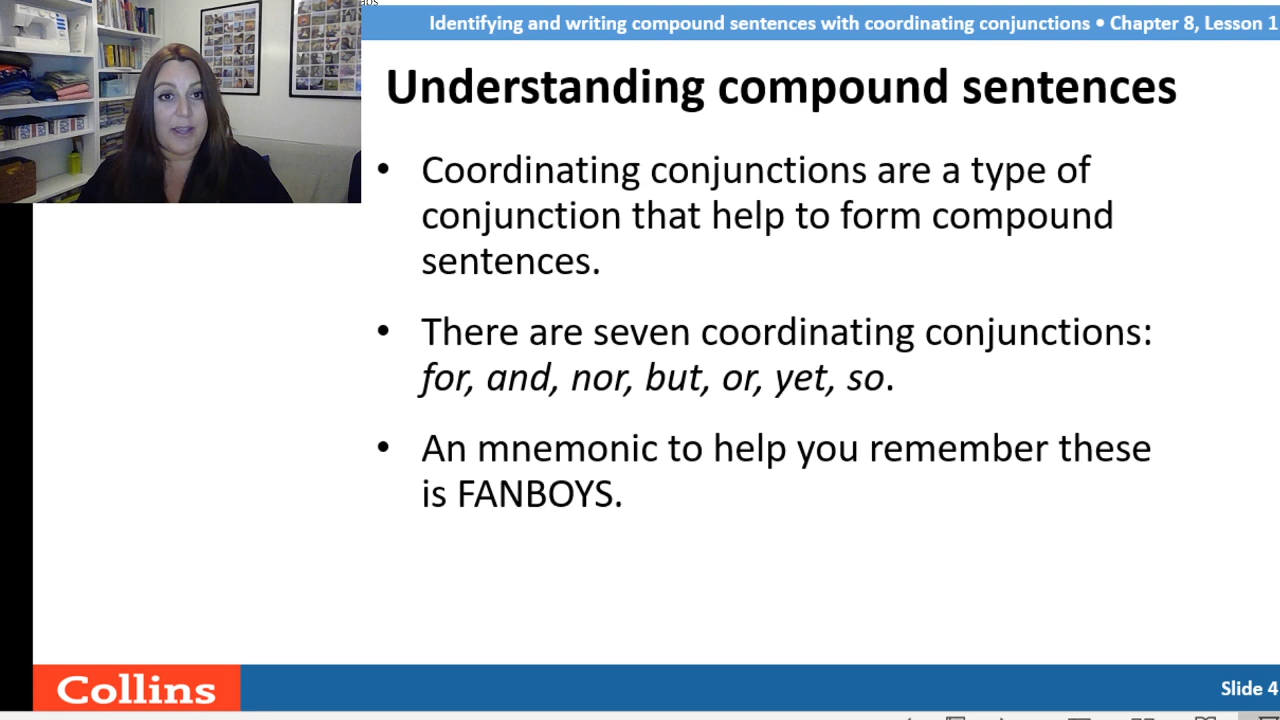 abs
Identifying and writing compound sentences with coordinating conjunctions • Chapter 8, Lesson 1
Understanding compound sentences
• Coordinating conjunctions are a type of
conjunction that help to form compound
sentences.
• There are seven coordinating conjunctions:
for, and, nor, but, or, yet, so.
• An mnemonic to help you remember these
is FANBOYS.
Collins
Slide 4